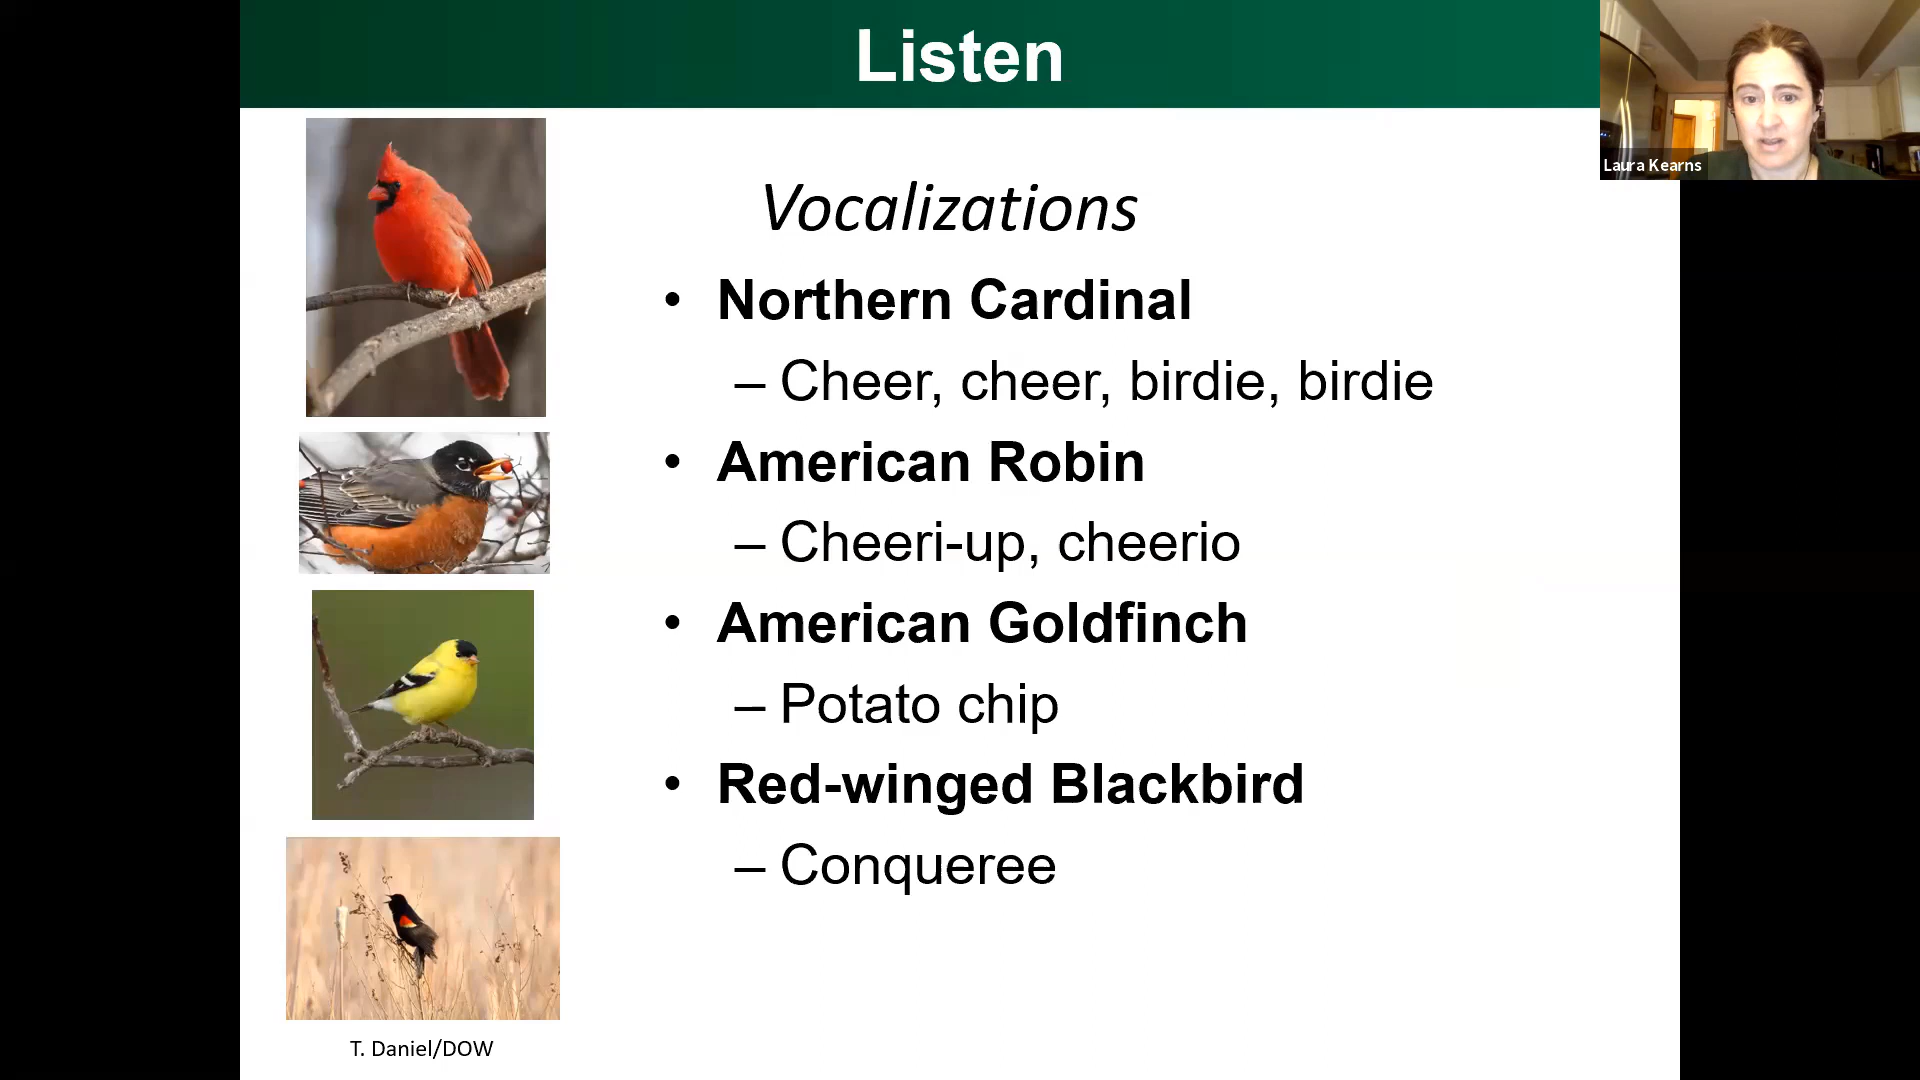 Listen
Laura Kearns
Vocalizations
• Northern Cardinal
– Cheer, cheer, birdie, birdie
• American Robin
– Cheeri-up, cheerio
• American Goldfinch
– Potato chip
• Red-winged Blackbird
– Conqueree
T. Daniel/DOW